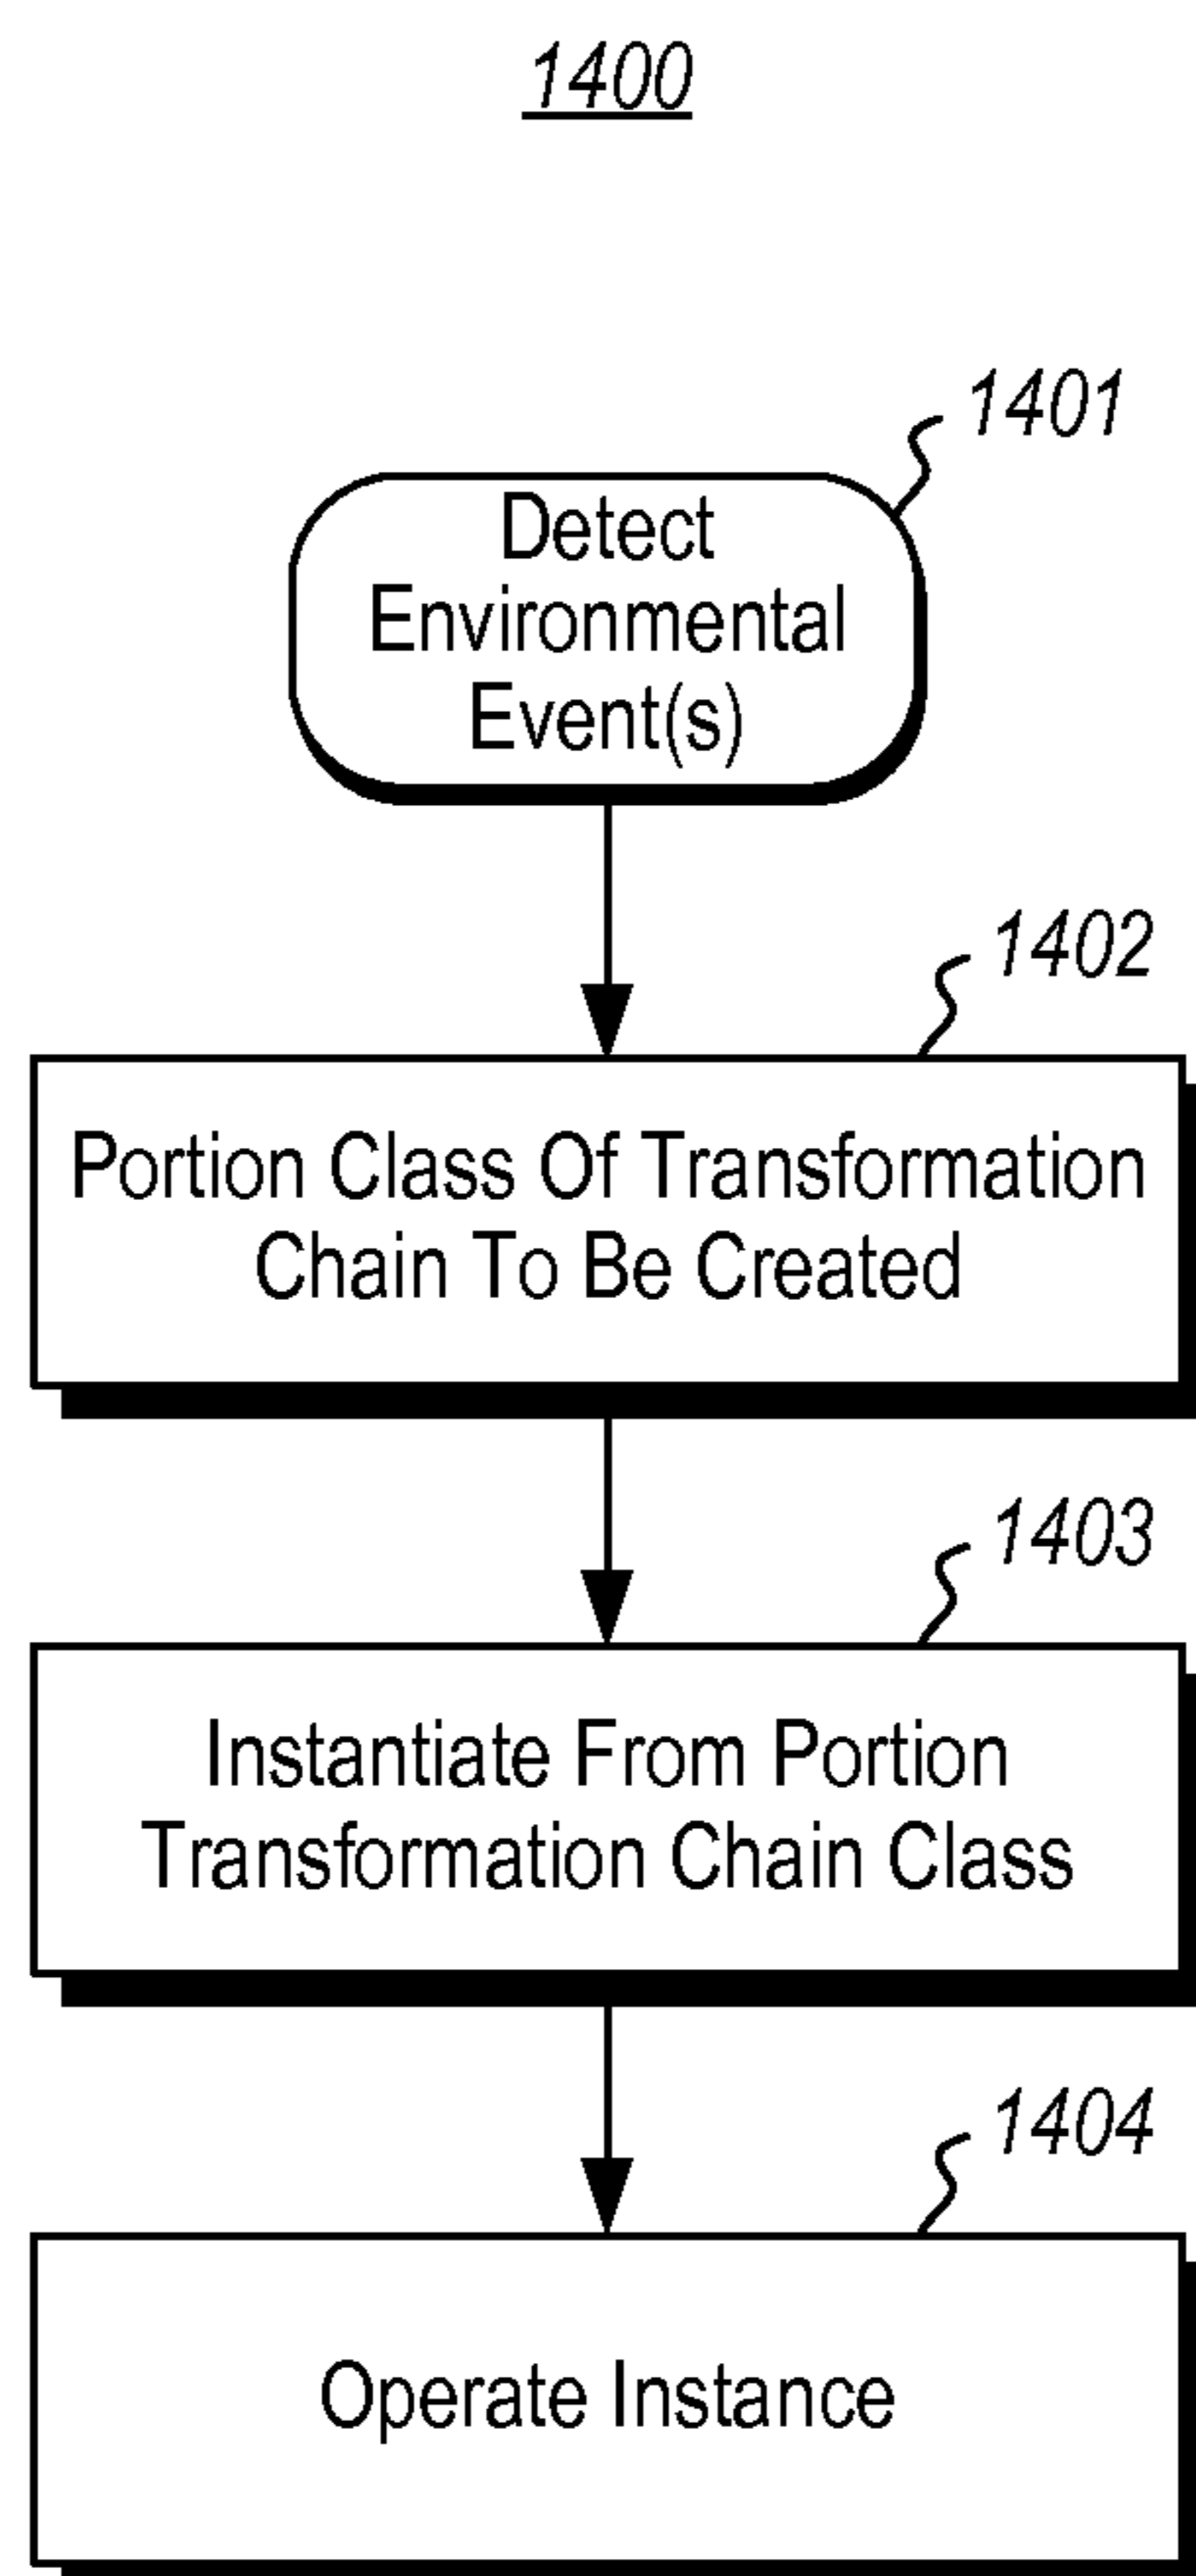 1400
1401
Detect
Environmental
Event(s)
1402
Portion Class Of Transformation
Chain To Be Created
1403
Instantiate From Portion
Transformation Chain Class
1404
Operate Instance